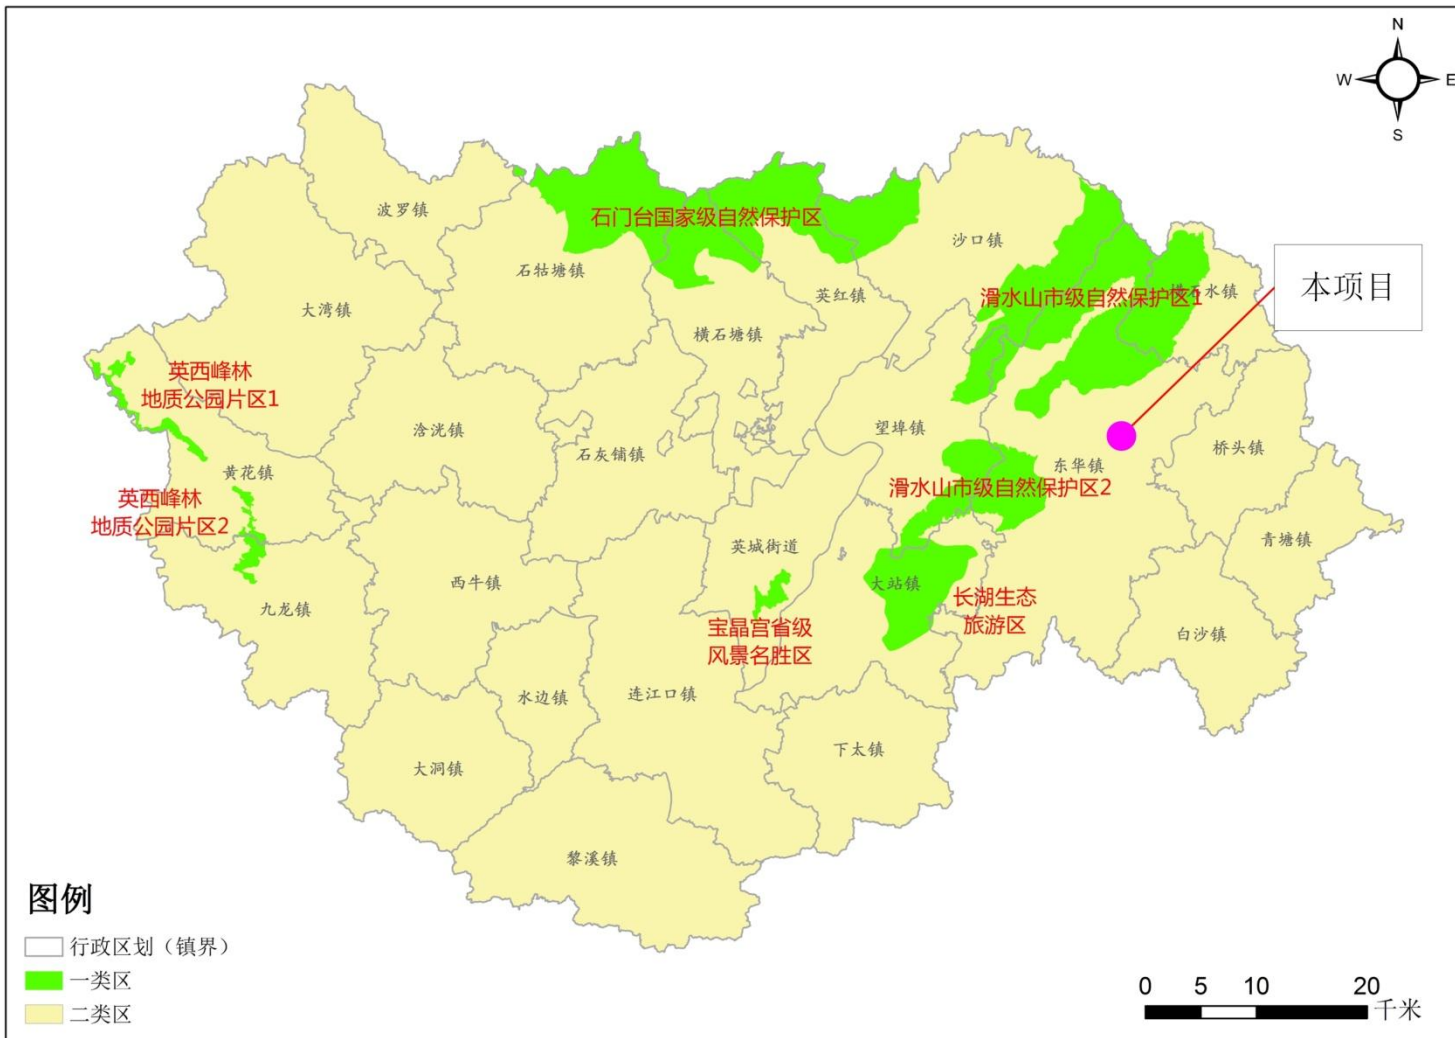 N
W
E
S
波罗镇
石门台国家级自然保护区
沙口镇
石牯塘镇
本项目
大湾镇
英红镇
滑水山市级自然保护区1
横石水镇
横石塘镇
英西峰林
地质公园片区1
浛洸镇
望埠镇
桥头镇
石灰铺镇
东华镇
黄花镇
滑水山市级自然保护区2
英西峰林
地质公园片区2
英城街道
青塘镇
西牛镇
大站镇
九龙镇
长湖生态
旅游区
宝晶宫省级
风景名胜区
白沙镇
水边镇
连江口镇
下太镇
大洞镇
黎溪镇
图例
行政区划（镇界）
一类区
二类区
0 5 10 20
千米